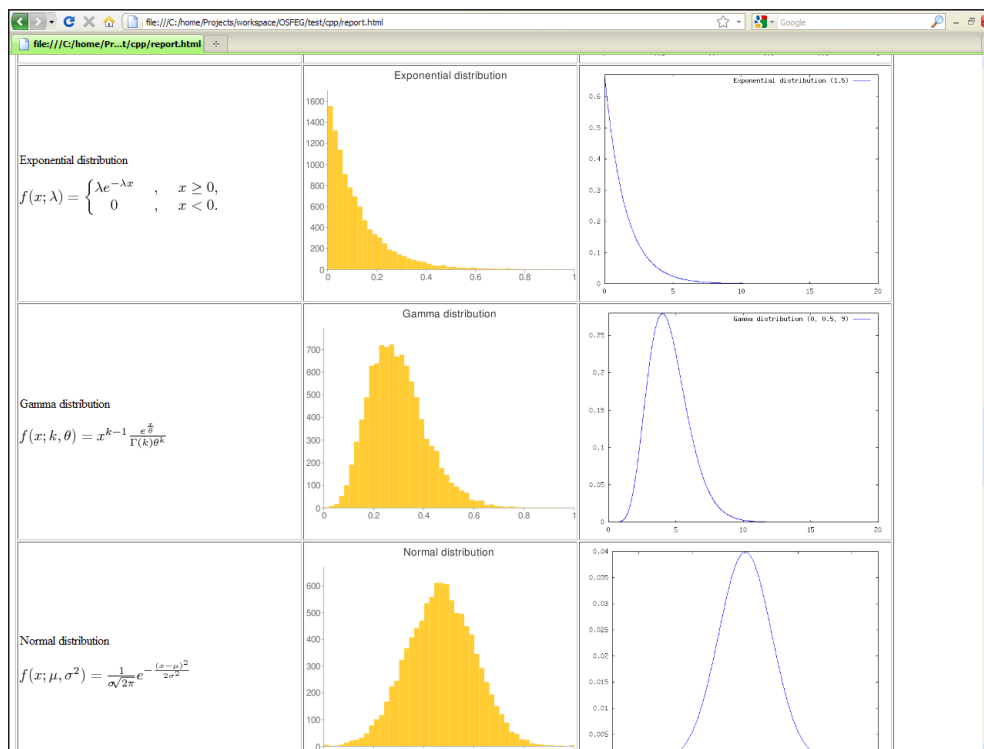 file:///C:/home/Projects/workspace/OSFEG/test/cpp/report.html
Google
file:///C:/home/Pr...t/cpp/report.html
Exponential distribution
f(x; λ) = { λe^{−λx} , x ≥ 0,
0 , x < 0.
Exponential distribution
1600
1400
1200
1000
800
600
400
200
0
0 0.2 0.4 0.6 0.8 1
Exponential distribution (1.5)
0.6
0.5
0.4
0.3
0.2
0.1
0
0 5 10 15 20
Gamma distribution
f(x; k, θ) = x^{k−1} e^{x/θ} / Γ(k)θ^k
Gamma distribution
700
600
500
400
300
200
100
0
0 0.2 0.4 0.6 0.8 1
Gamma distribution (0, 0.5, 9)
0.25
0.2
0.15
0.1
0.05
0
0 5 10 15 20
Normal distribution
f(x; μ, σ²) = 1/(σ√2π) e^{−(x−μ)²/2σ²}
Normal distribution
600
500
400
300
200
100
0
0.04
0.035
0.03
0.025
0.02
0.015
0.01
0.005